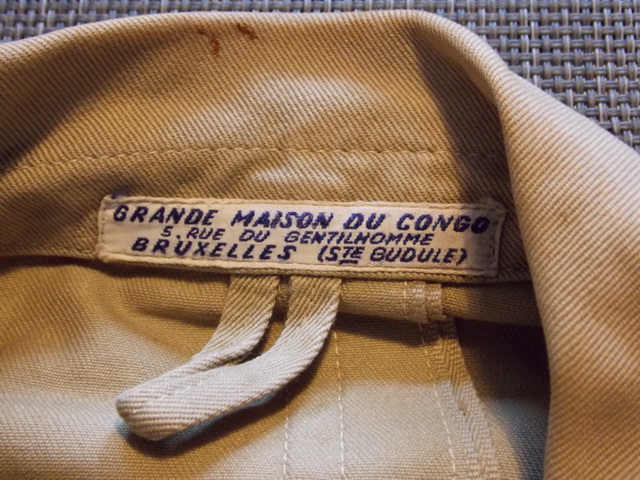 GRANDE MAISON DU CONGO
5, RUE DU GENTILHOMME
BRUXELLES (STE GUDULE)